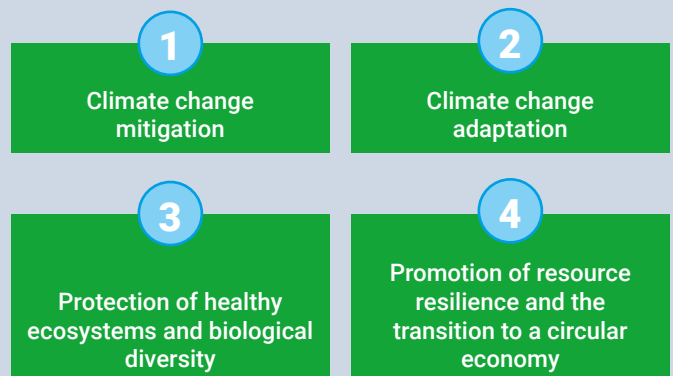 1
Climate change
mitigation
2
Climate change
adaptation
3
Protection of healthy
ecosystems and biological
diversity
4
Promotion of resource
resilience and the
transition to a circular
economy